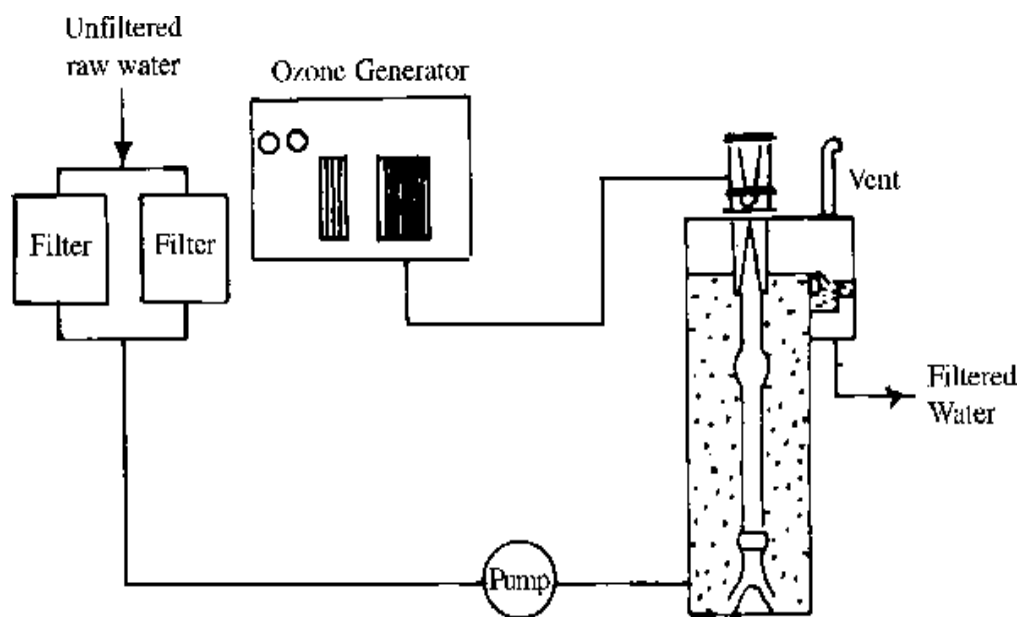 Unfiltered
raw water
Ozone Generator
Vent
Filter
Filter
Filtered
Water
Pump